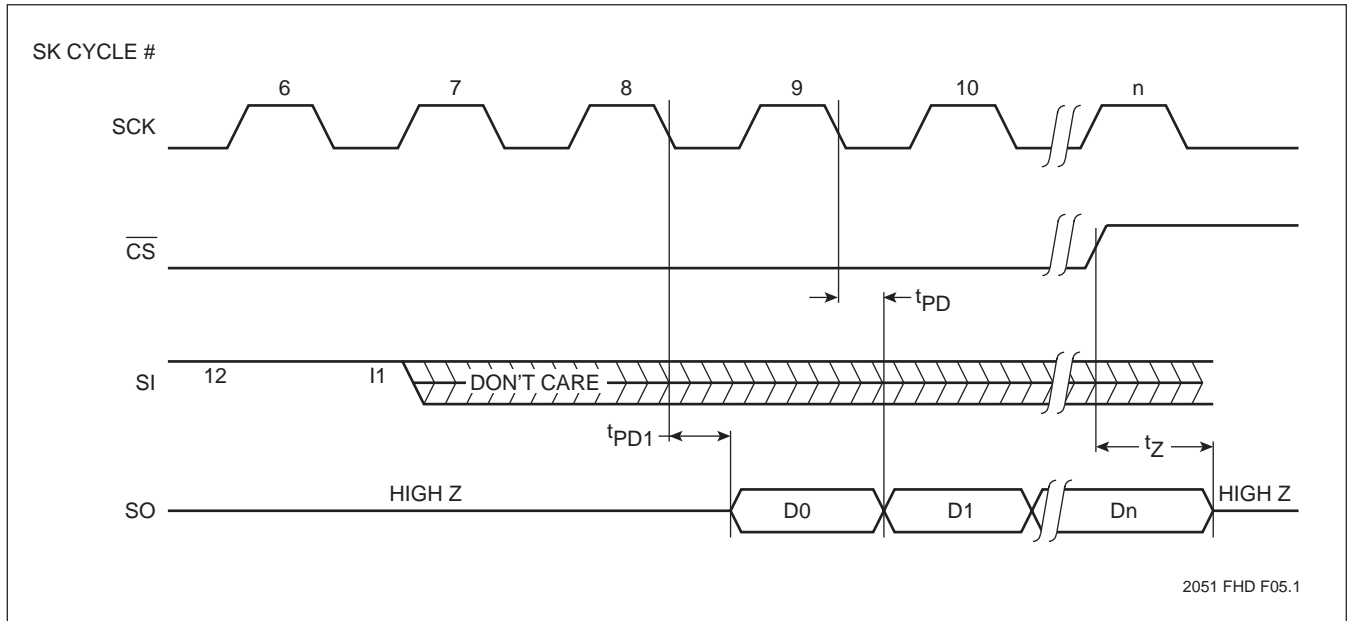 SK CYCLE #
6 7 8 9 10 n
SCK
CS
tPD
SI 12 I1 DON'T CARE
tPD1
tZ
HIGH Z HIGH Z
SO D0 D1 Dn
2051 FHD F05.1